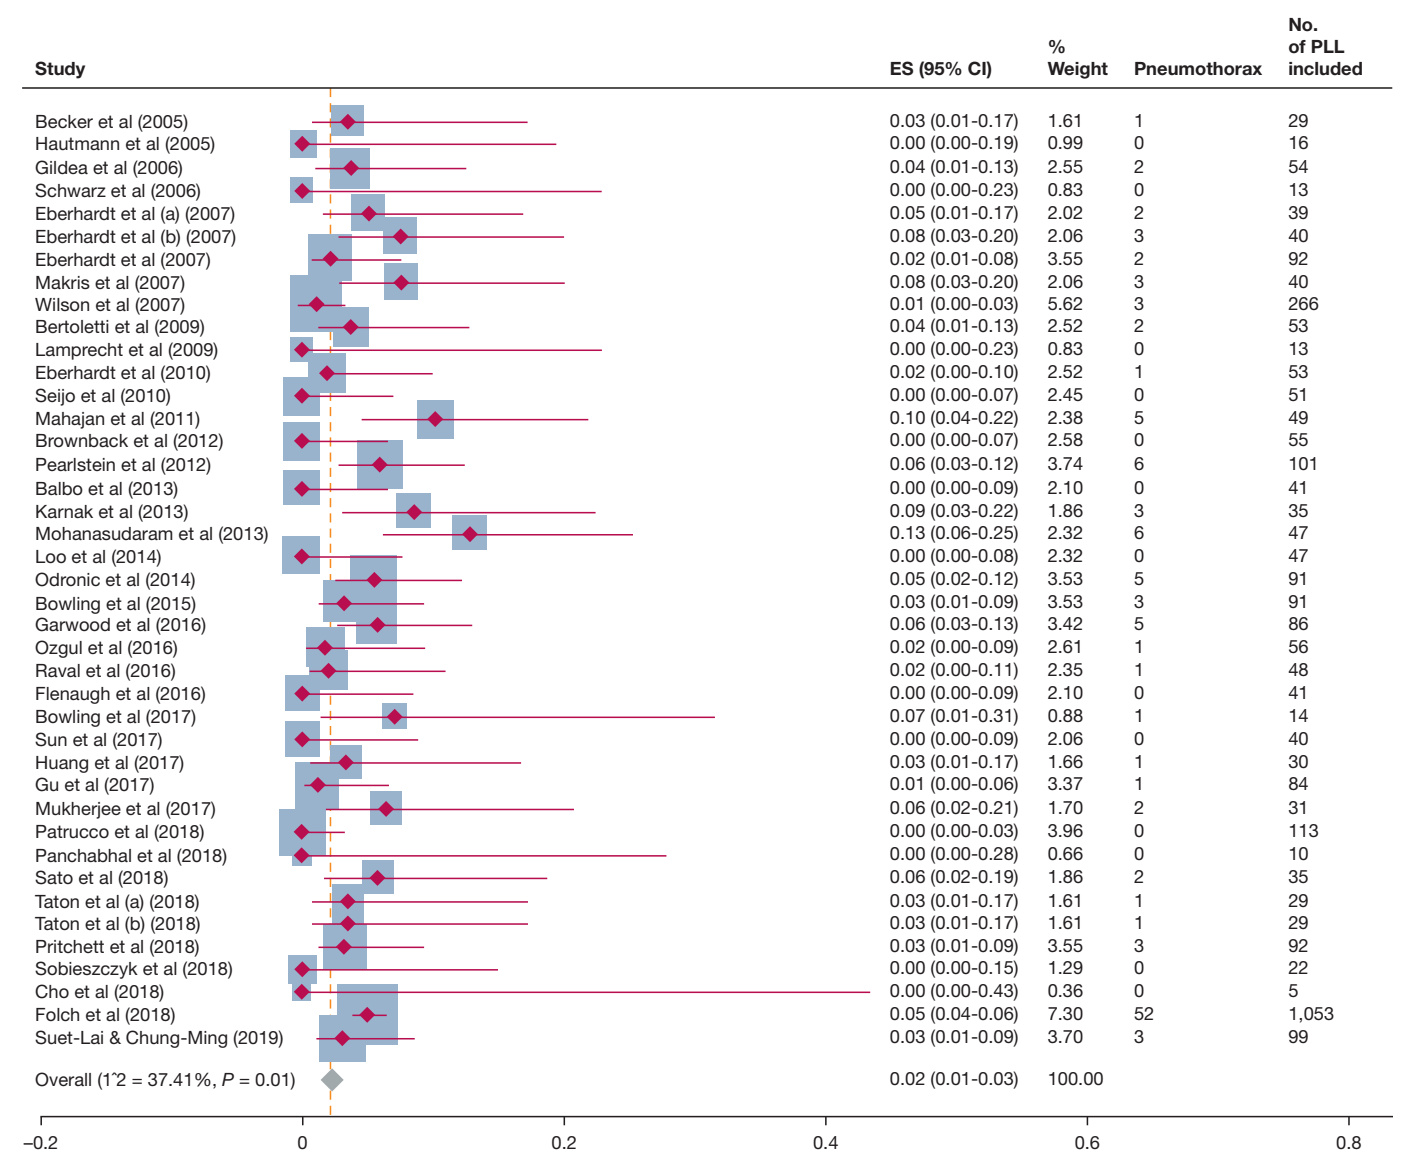 Study ES (95% CI) % Weight Pneumothorax No. of PLL included
Becker et al (2005) 0.03 (0.01-0.17) 1.61 1 29
Hautmann et al (2005) 0.00 (0.00-0.19) 0.99 0 16
Gildea et al (2006) 0.04 (0.01-0.13) 2.55 2 54
Schwarz et al (2006) 0.00 (0.00-0.23) 0.83 0 13
Eberhardt et al (a) (2007) 0.05 (0.01-0.17) 2.02 2 39
Eberhardt et al (b) (2007) 0.08 (0.03-0.20) 2.06 3 40
Eberhardt et al (2007) 0.02 (0.01-0.08) 3.55 2 92
Makris et al (2007) 0.08 (0.03-0.20) 2.06 3 40
Wilson et al (2007) 0.01 (0.00-0.03) 5.62 3 266
Bertoletti et al (2009) 0.04 (0.01-0.13) 2.52 2 53
Lamprecht et al (2009) 0.00 (0.00-0.23) 0.83 0 13
Eberhardt et al (2010) 0.02 (0.00-0.10) 2.52 1 53
Seijo et al (2010) 0.00 (0.00-0.07) 2.45 0 51
Mahajan et al (2011) 0.10 (0.04-0.22) 2.38 5 49
Brownback et al (2012) 0.00 (0.00-0.07) 2.58 0 55
Pearlstein et al (2012) 0.06 (0.03-0.12) 3.74 6 101
Balbo et al (2013) 0.00 (0.00-0.09) 2.10 0 41
Karnak et al (2013) 0.09 (0.03-0.22) 1.86 3 35
Mohanasudaram et al (2013) 0.13 (0.06-0.25) 2.32 6 47
Loo et al (2014) 0.00 (0.00-0.08) 2.32 0 47
Odronic et al (2014) 0.05 (0.02-0.12) 3.53 5 91
Bowling et al (2015) 0.03 (0.01-0.09) 3.53 3 91
Garwood et al (2016) 0.06 (0.03-0.13) 3.42 5 86
Ozgul et al (2016) 0.02 (0.00-0.09) 2.61 1 56
Raval et al (2016) 0.02 (0.00-0.11) 2.35 1 48
Flenaugh et al (2016) 0.00 (0.00-0.09) 2.10 0 41
Bowling et al (2017) 0.07 (0.01-0.31) 0.88 1 14
Sun et al (2017) 0.00 (0.00-0.09) 2.06 0 40
Huang et al (2017) 0.03 (0.01-0.17) 1.66 1 30
Gu et al (2017) 0.01 (0.00-0.06) 3.37 1 84
Mukherjee et al (2017) 0.06 (0.02-0.21) 1.70 2 31
Patrucco et al (2018) 0.00 (0.00-0.03) 3.96 0 113
Panchabhal et al (2018) 0.00 (0.00-0.28) 0.66 0 10
Sato et al (2018) 0.06 (0.02-0.19) 1.86 2 35
Taton et al (a) (2018) 0.03 (0.01-0.17) 1.61 1 29
Taton et al (b) (2018) 0.03 (0.01-0.17) 1.61 1 29
Pritchett et al (2018) 0.03 (0.01-0.09) 3.55 3 92
Sobieszczyk et al (2018) 0.00 (0.00-0.15) 1.29 0 22
Cho et al (2018) 0.00 (0.00-0.43) 0.36 0 5
Folch et al (2018) 0.05 (0.04-0.06) 7.30 52 1,053
Suet-Lai & Chung-Ming (2019) 0.03 (0.01-0.09) 3.70 3 99
Overall (1ˆ2 = 37.41%, P = 0.01) 0.02 (0.01-0.03) 100.00
−0.2 0 0.2 0.4 0.6 0.8